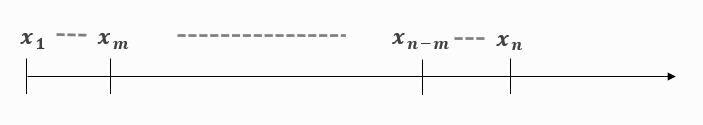 x₁ --- xₘ ---------------- xₙ₋ₘ --- xₙ